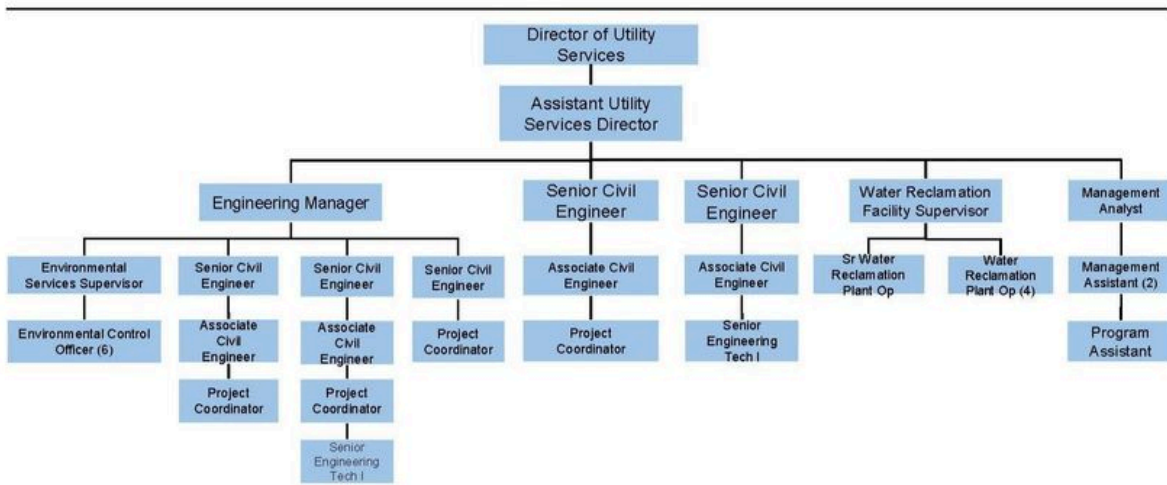 Director of Utility
Services
Assistant Utility
Services Director
Engineering Manager
Senior Civil
Engineer
Senior Civil
Engineer
Water Reclamation
Facility Supervisor
Management
Analyst
Environmental
Services Supervisor
Senior Civil
Engineer
Senior Civil
Engineer
Senior Civil
Engineer
Associate Civil
Engineer
Associate Civil
Engineer
Sr Water
Reclamation
Plant Op
Water
Reclamation
Plant Op (4)
Management
Assistant (2)
Environmental Control
Officer (6)
Associate
Civil
Engineer
Associate
Civil
Engineer
Project
Coordinator
Project
Coordinator
Senior
Engineering
Tech I
Program
Assistant
Project
Coordinator
Project
Coordinator
Senior
Engineering
Tech I